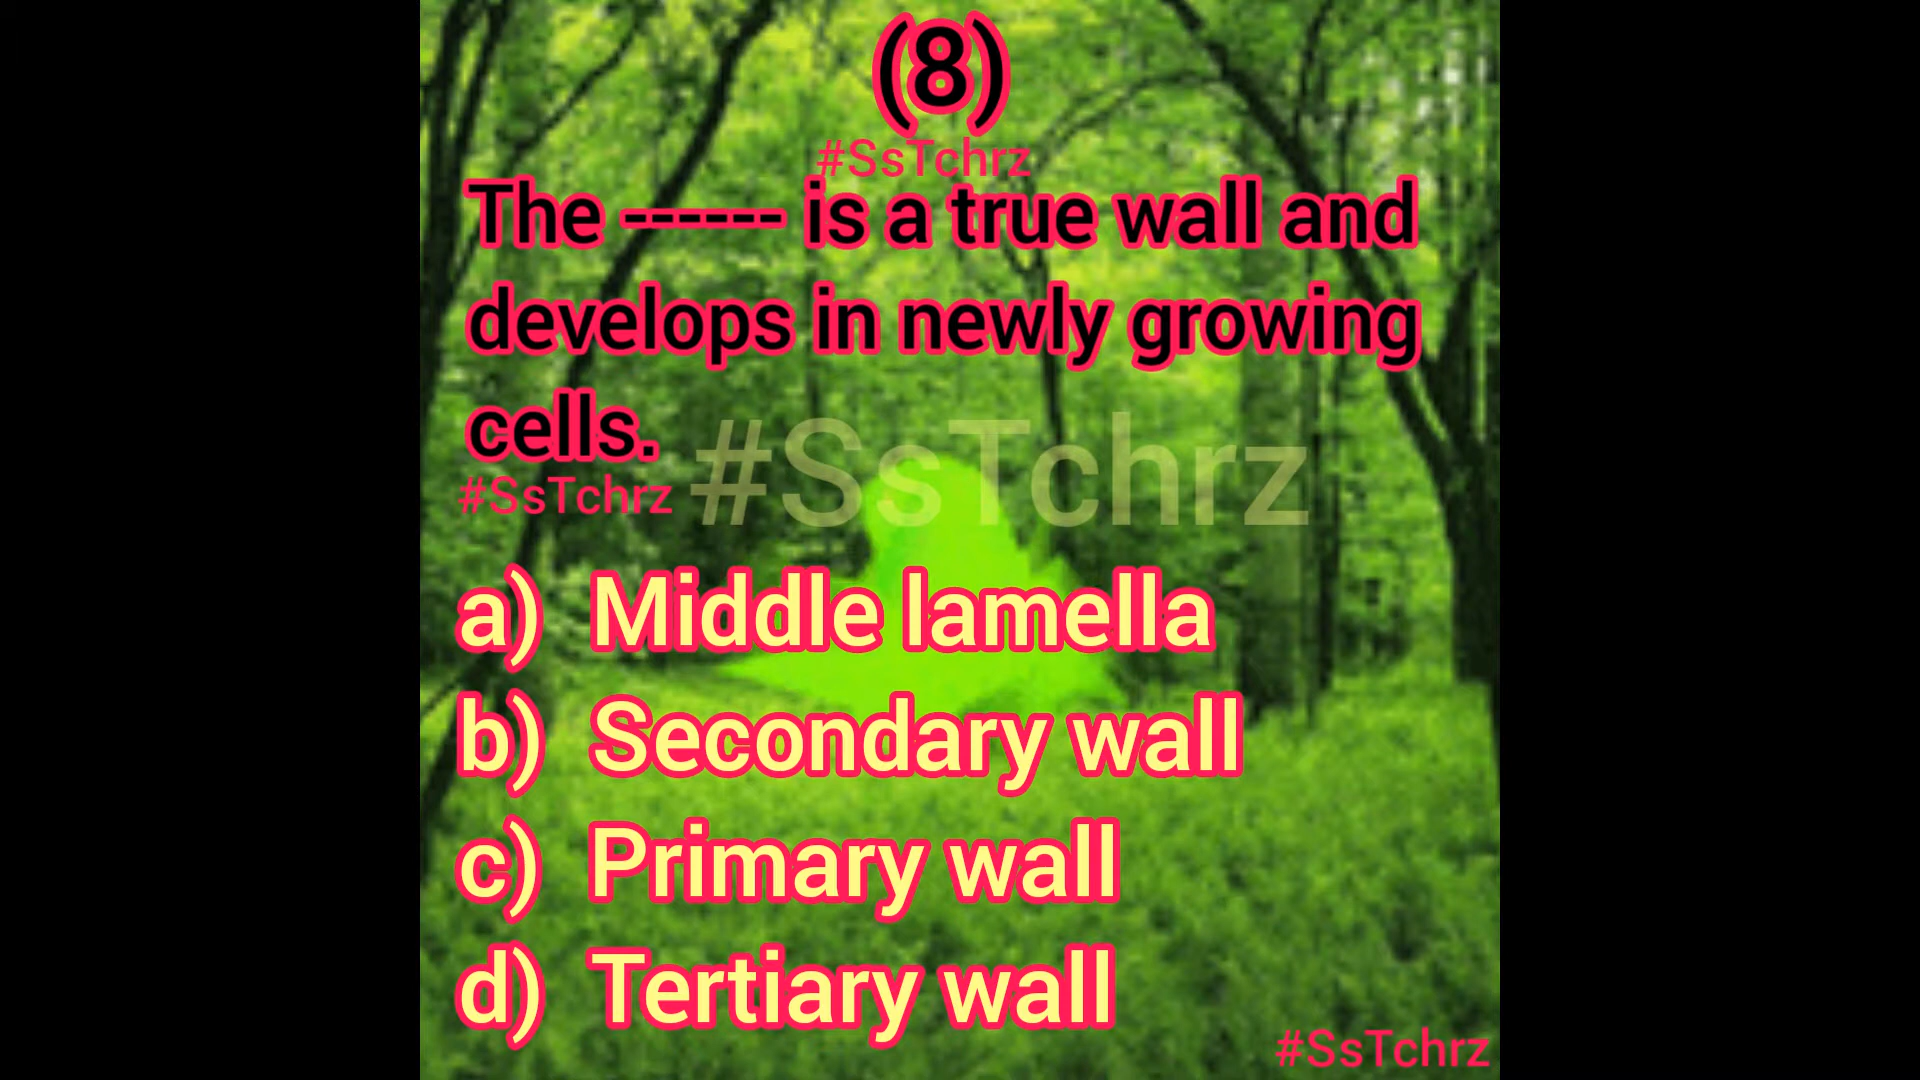 (8)
#SsTchrz
The ------ is a true wall and
develops in newly growing
cells.
#SsTchrz
#SsTchrz
a) Middle lamella
b) Secondary wall
c) Primary wall
d) Tertiary wall
#SsTchrz